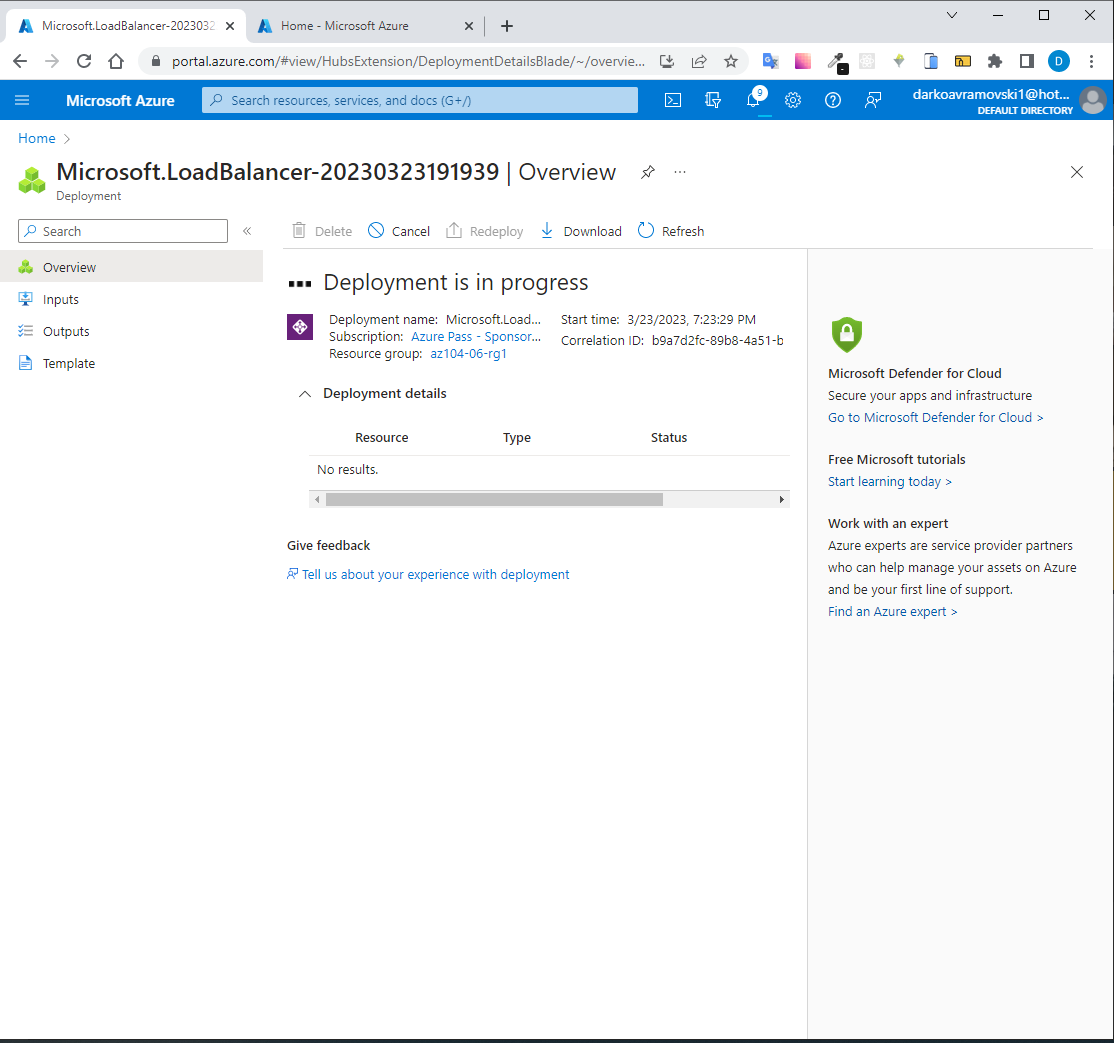 Microsoft.LoadBalancer-2023032
Home - Microsoft Azure
portal.azure.com/#view/HubsExtension/DeploymentDetailsBlade/~/overvie...
D
Microsoft Azure
Search resources, services, and docs (G+/)
9
darkoavramovski1@hot...
DEFAULT DIRECTORY
Home
Microsoft.LoadBalancer-20230323191939 | Overview
Deployment
Search
Delete
Cancel
Redeploy
Download
Refresh
Overview
Inputs
Outputs
Template
Deployment is in progress
Deployment name: Microsoft.Load...
Subscription: Azure Pass - Sponsor...
Resource group: az104-06-rg1
Start time: 3/23/2023, 7:23:29 PM
Correlation ID: b9a7d2fc-89b8-4a51-b
Deployment details
Resource Type Status
No results.
Give feedback
Tell us about your experience with deployment
Microsoft Defender for Cloud
Secure your apps and infrastructure
Go to Microsoft Defender for Cloud >
Free Microsoft tutorials
Start learning today >
Work with an expert
Azure experts are service provider partners
who can help manage your assets on Azure
and be your first line of support.
Find an Azure expert >